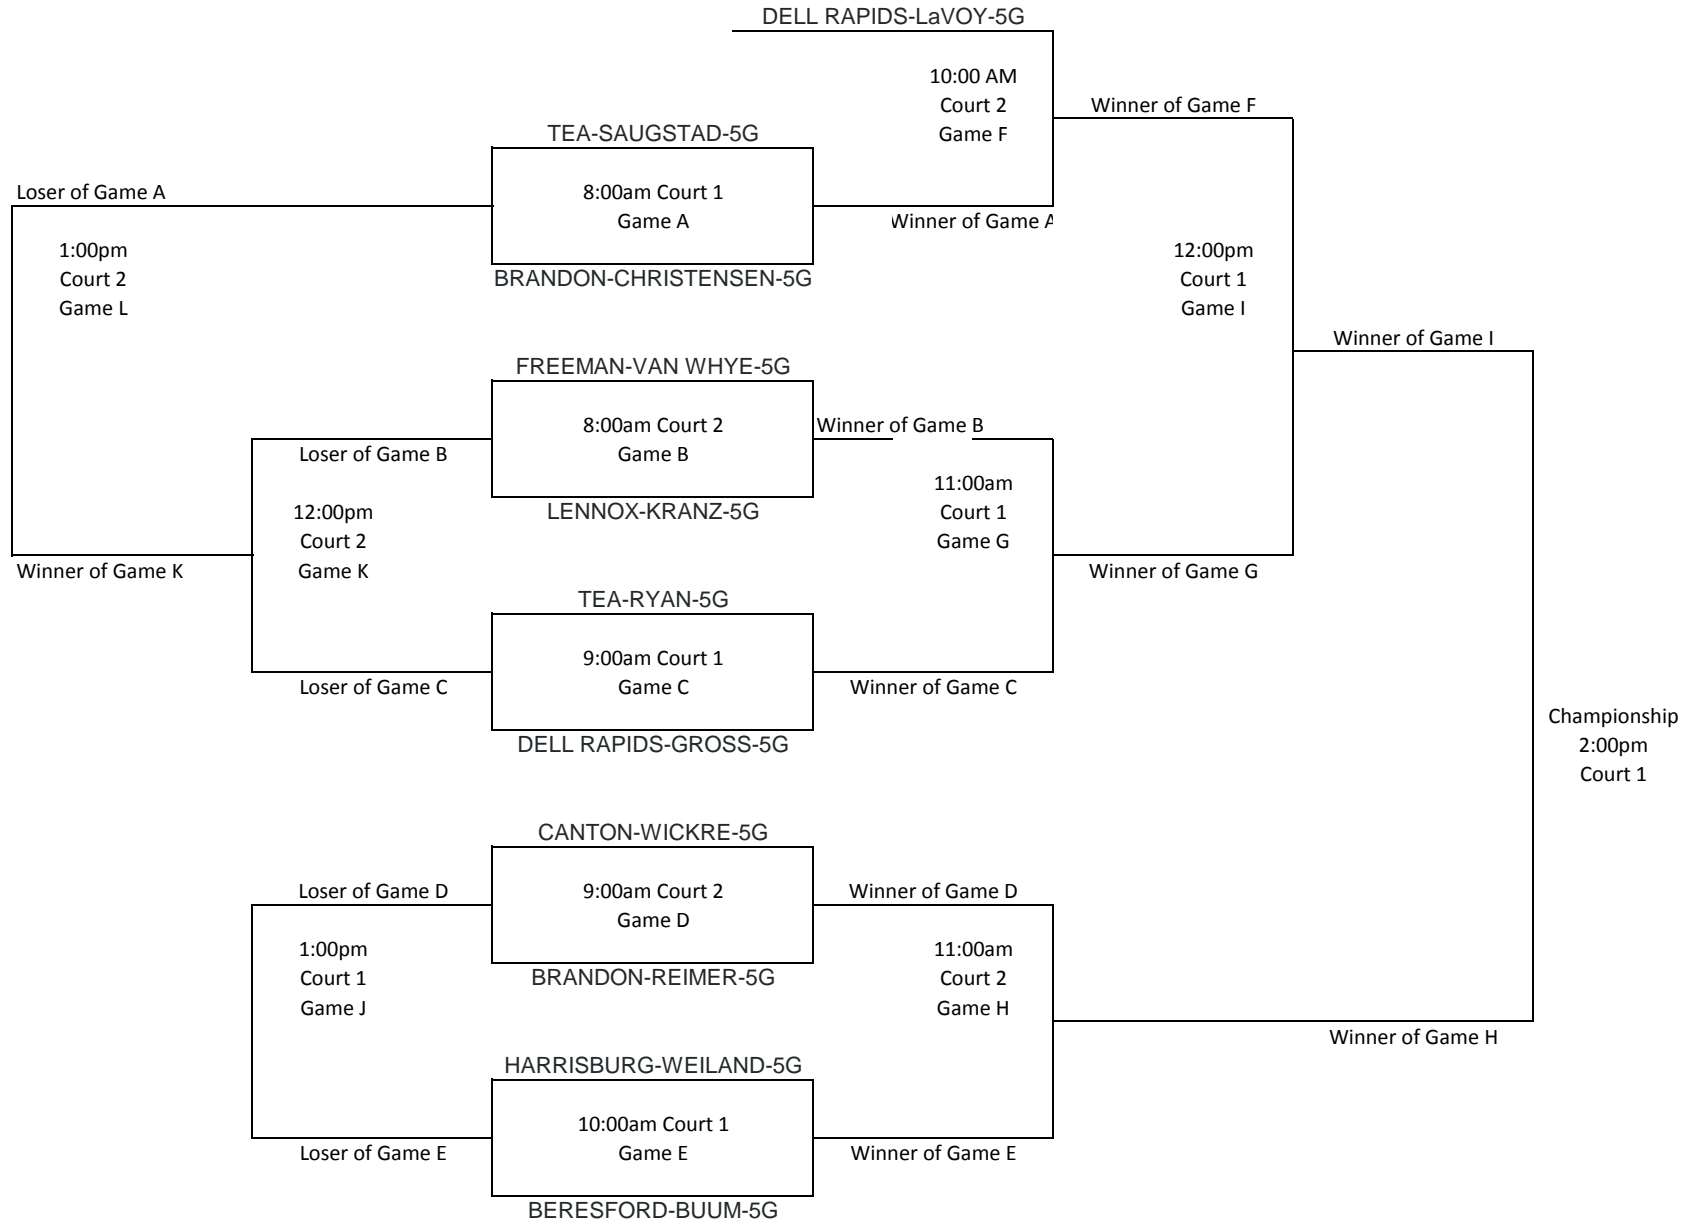 DELL RAPIDS-LaVOY-5G
10:00 AM
Court 2
Game F
Winner of Game F
TEA-SAUGSTAD-5G
Loser of Game A
8:00am Court 1
Game A
Winner of Game A
BRANDON-CHRISTENSEN-5G
1:00pm
Court 2
Game L
12:00pm
Court 1
Game I
Winner of Game I
FREEMAN-VAN WHYE-5G
8:00am Court 2
Game B
Winner of Game B
Loser of Game B
LENNOX-KRANZ-5G
12:00pm
Court 2
Game K
11:00am
Court 1
Game G
Winner of Game K
Winner of Game G
TEA-RYAN-5G
9:00am Court 1
Game C
Loser of Game C
Winner of Game C
DELL RAPIDS-GROSS-5G
Championship
2:00pm
Court 1
CANTON-WICKRE-5G
Loser of Game D
9:00am Court 2
Game D
Winner of Game D
BRANDON-REIMER-5G
1:00pm
Court 1
Game J
11:00am
Court 2
Game H
Winner of Game H
HARRISBURG-WEILAND-5G
10:00am Court 1
Game E
Loser of Game E
Winner of Game E
BERESFORD-BUUM-5G